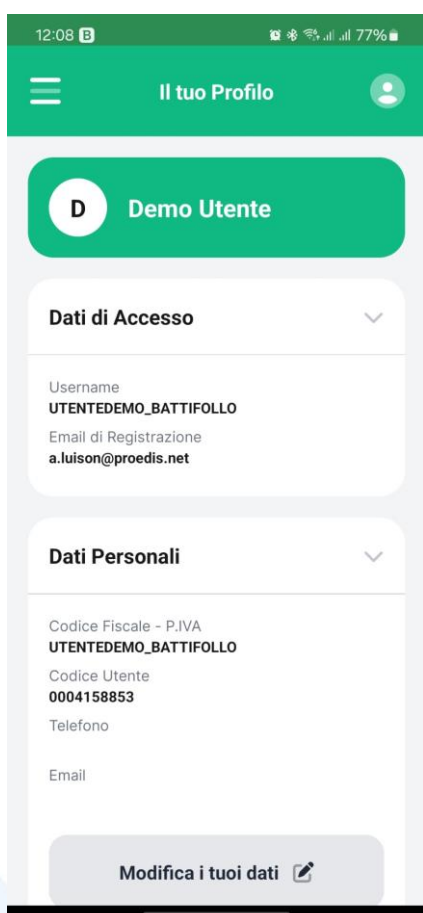 12:08 B 77%
Il tuo Profilo
D Demo Utente
Dati di Accesso
Username
UTENTEDEMO_BATTIFOLLO
Email di Registrazione
a.luison@proedis.net
Dati Personali
Codice Fiscale - P.IVA
UTENTEDEMO_BATTIFOLLO
Codice Utente
0004158853
Telefono
Email
Modifica i tuoi dati